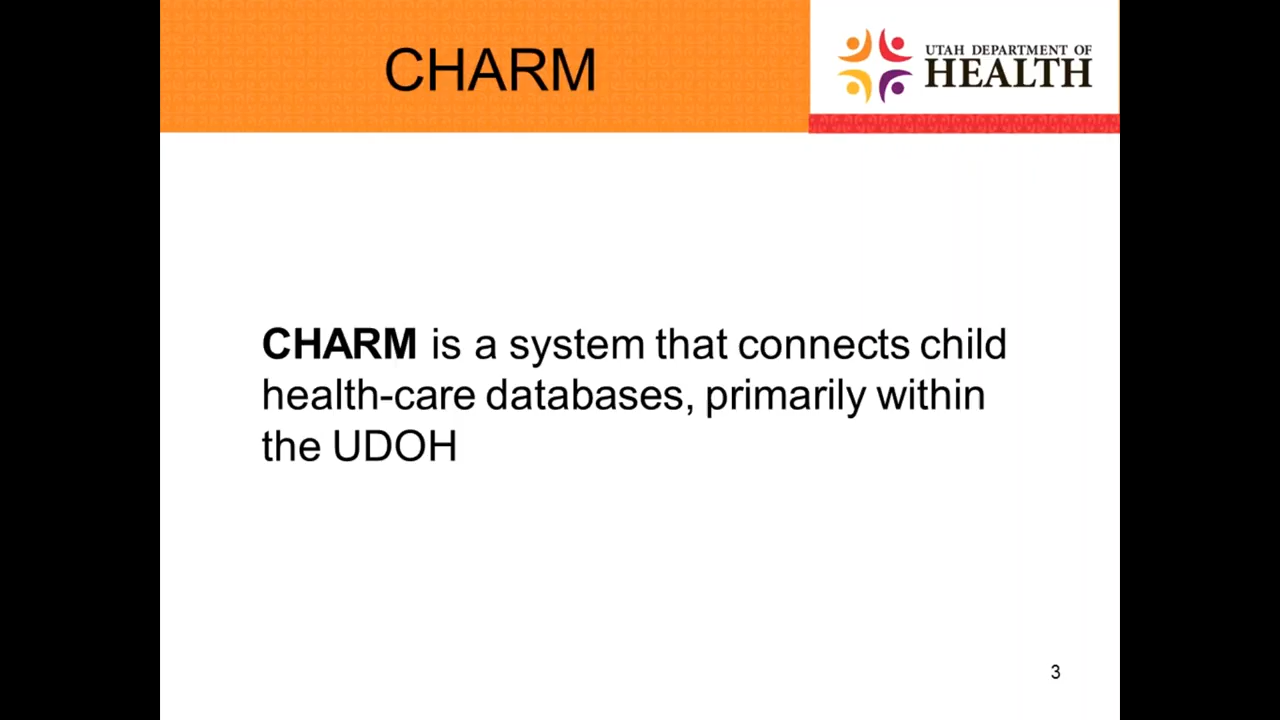 CHARM
UTAH DEPARTMENT OF
HEALTH
CHARM is a system that connects child
health-care databases, primarily within
the UDOH
3